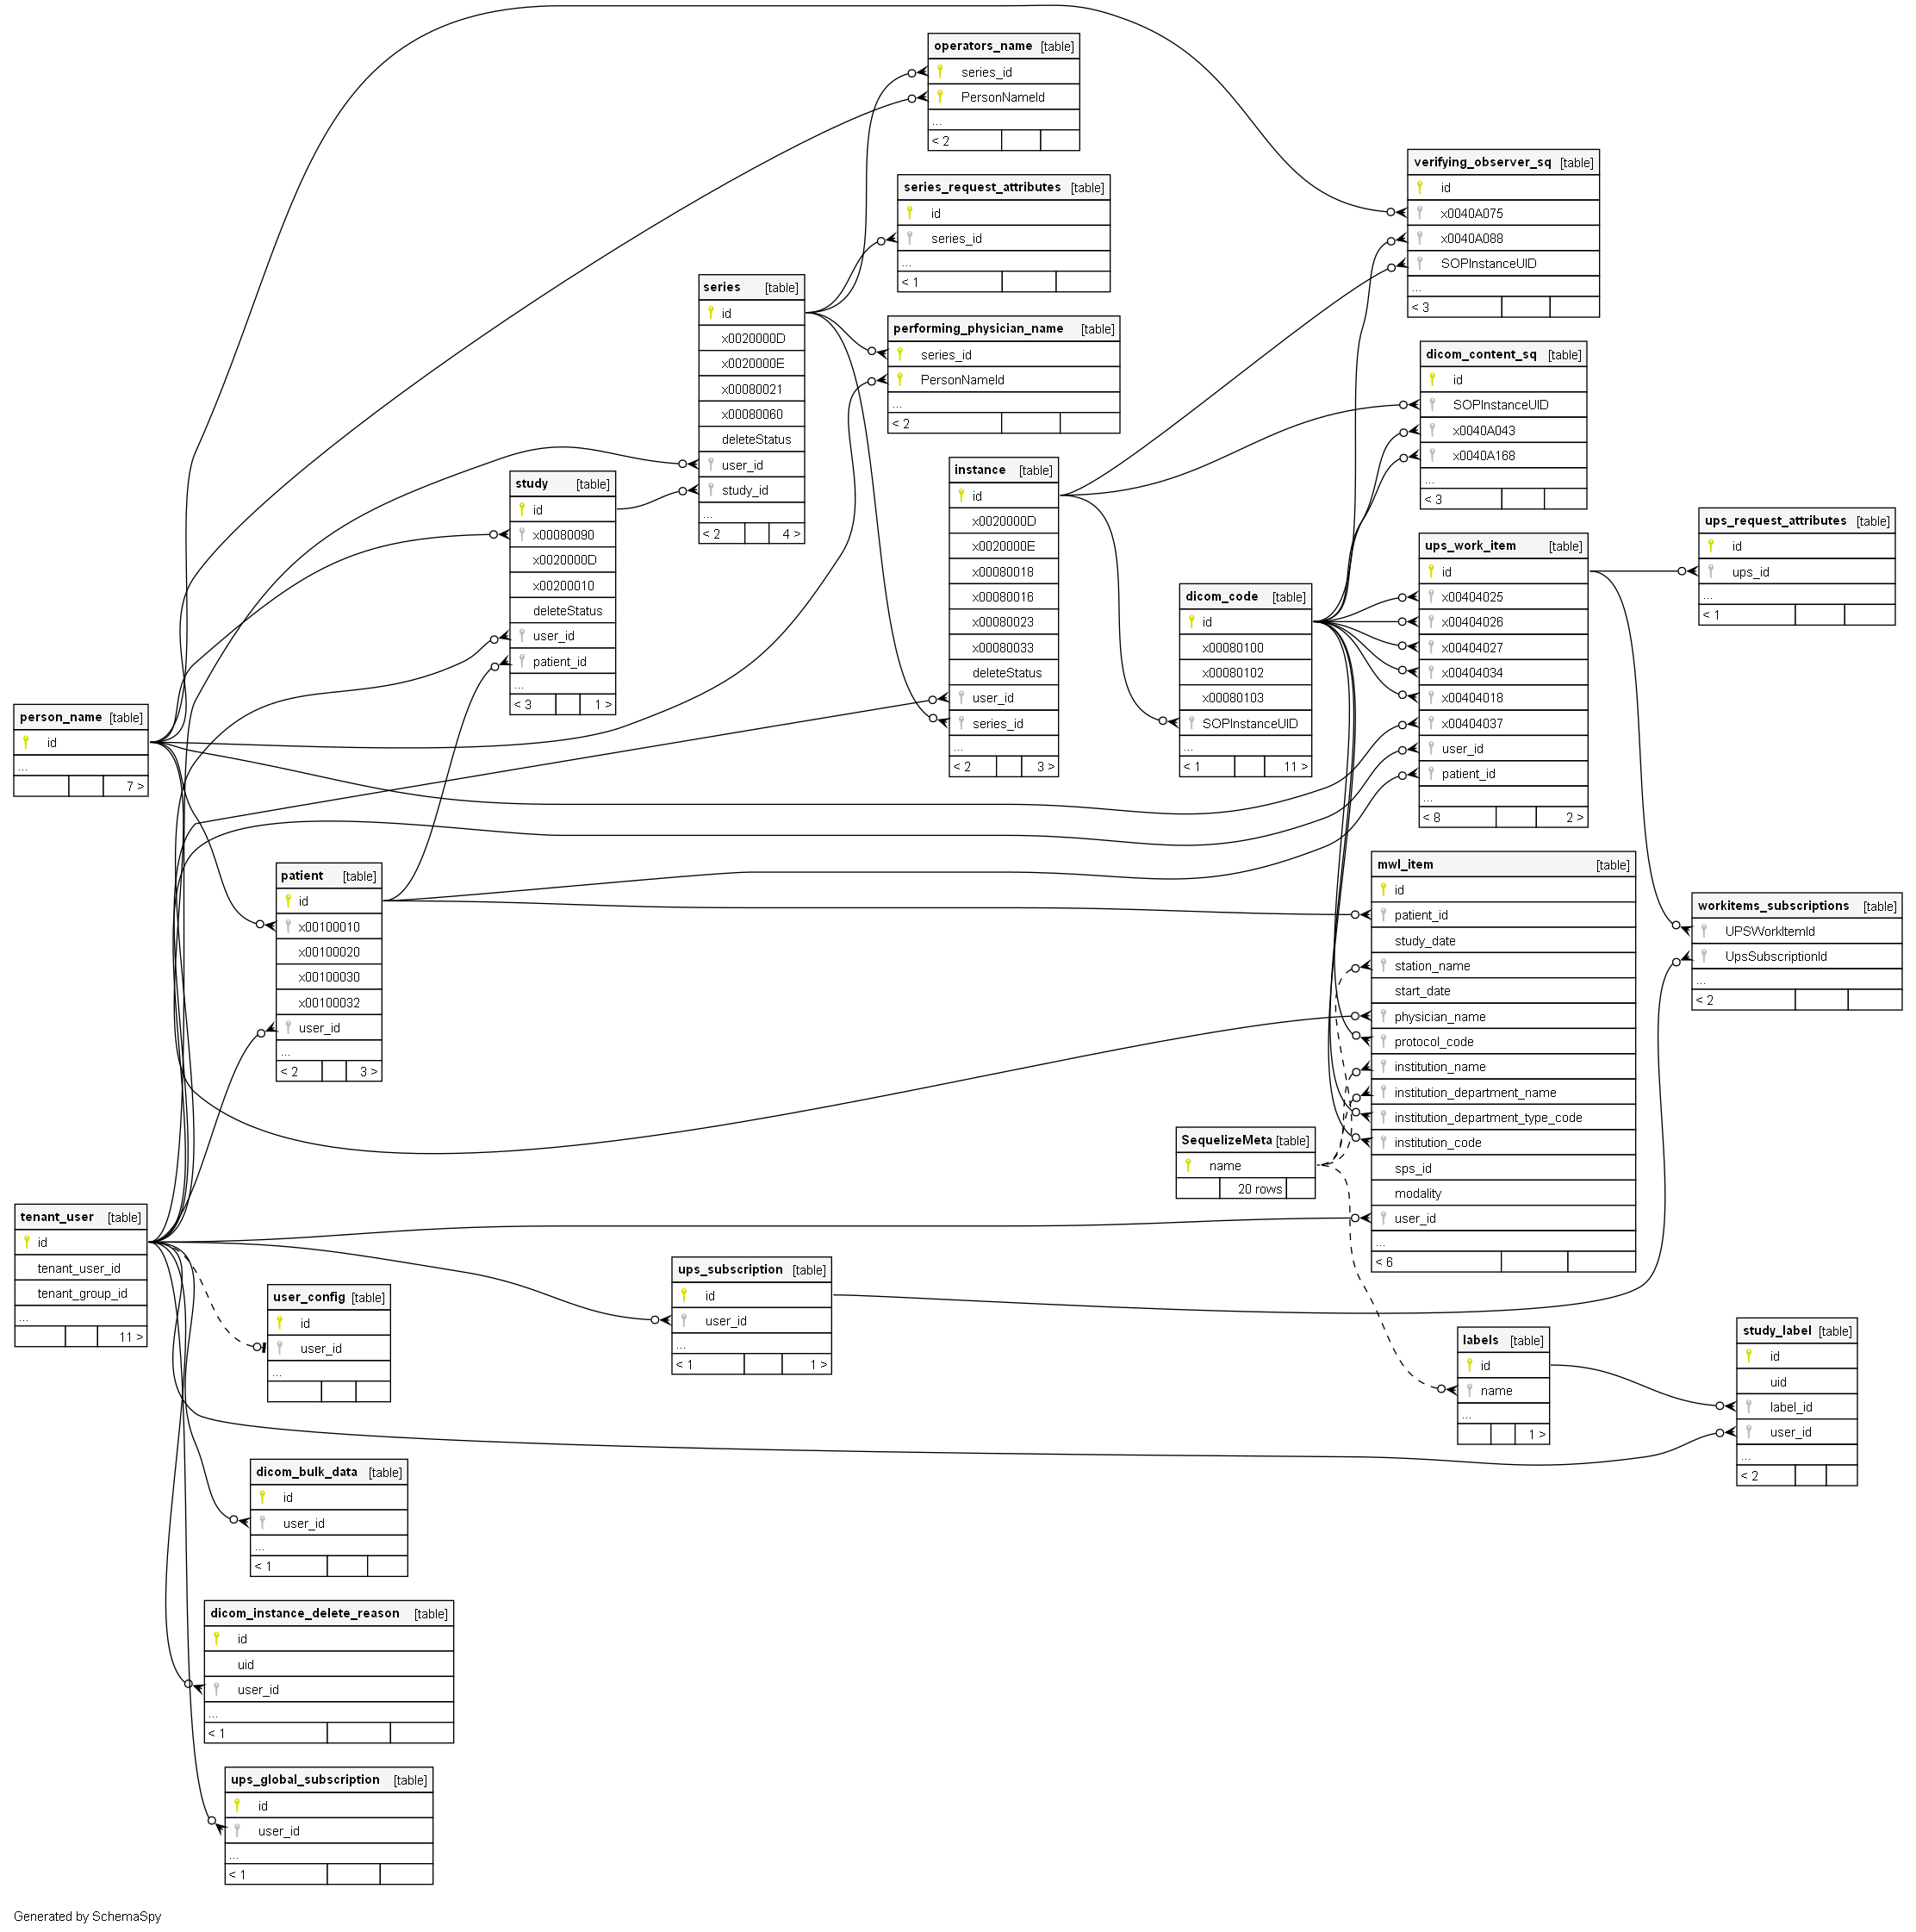 operators_name [table]
series_id
PersonNameId
...
< 2
verifying_observer_sq [table]
id
x0040A075
x0040A088
SOPInstanceUID
...
< 3
series_request_attributes [table]
id
series_id
...
< 1
series [table]
id
x0020000D
x0020000E
x00080021
x00080060
deleteStatus
user_id
study_id
...
< 2 4 >
performing_physician_name [table]
series_id
PersonNameId
...
< 2
dicom_content_sq [table]
id
SOPInstanceUID
x0040A043
x0040A168
...
< 3
instance [table]
id
x0020000D
x0020000E
x00080018
x00080016
x00080023
x00080033
deleteStatus
user_id
series_id
...
< 2 3 >
study [table]
id
x00080090
x0020000D
x00200010
deleteStatus
user_id
patient_id
...
< 3 1 >
ups_request_attributes [table]
id
ups_id
...
< 1
ups_work_item [table]
id
x00404025
x00404026
x00404027
x00404034
x00404018
x00404037
user_id
patient_id
...
< 8 2 >
dicom_code [table]
id
x00080100
x00080102
x00080103
SOPInstanceUID
...
< 1 11 >
person_name [table]
id
...
7 >
patient [table]
id
x00100010
x00100020
x00100030
x00100032
user_id
...
< 2 3 >
mwl_item [table]
id
patient_id
study_date
station_name
start_date
physician_name
protocol_code
institution_name
institution_department_name
institution_department_type_code
institution_code
sps_id
modality
user_id
...
< 6
workitems_subscriptions [table]
UPSWorkItemId
UpsSubscriptionId
...
< 2
SequelizeMeta [table]
name
20 rows
tenant_user [table]
id
tenant_user_id
tenant_group_id
...
11 >
user_config [table]
id
user_id
...
ups_subscription [table]
id
user_id
...
< 1 1 >
labels [table]
id
name
...
1 >
study_label [table]
id
uid
label_id
user_id
...
< 2
dicom_bulk_data [table]
id
user_id
...
< 1
dicom_instance_delete_reason [table]
id
uid
user_id
...
< 1
ups_global_subscription [table]
id
user_id
...
< 1
Generated by SchemaSpy